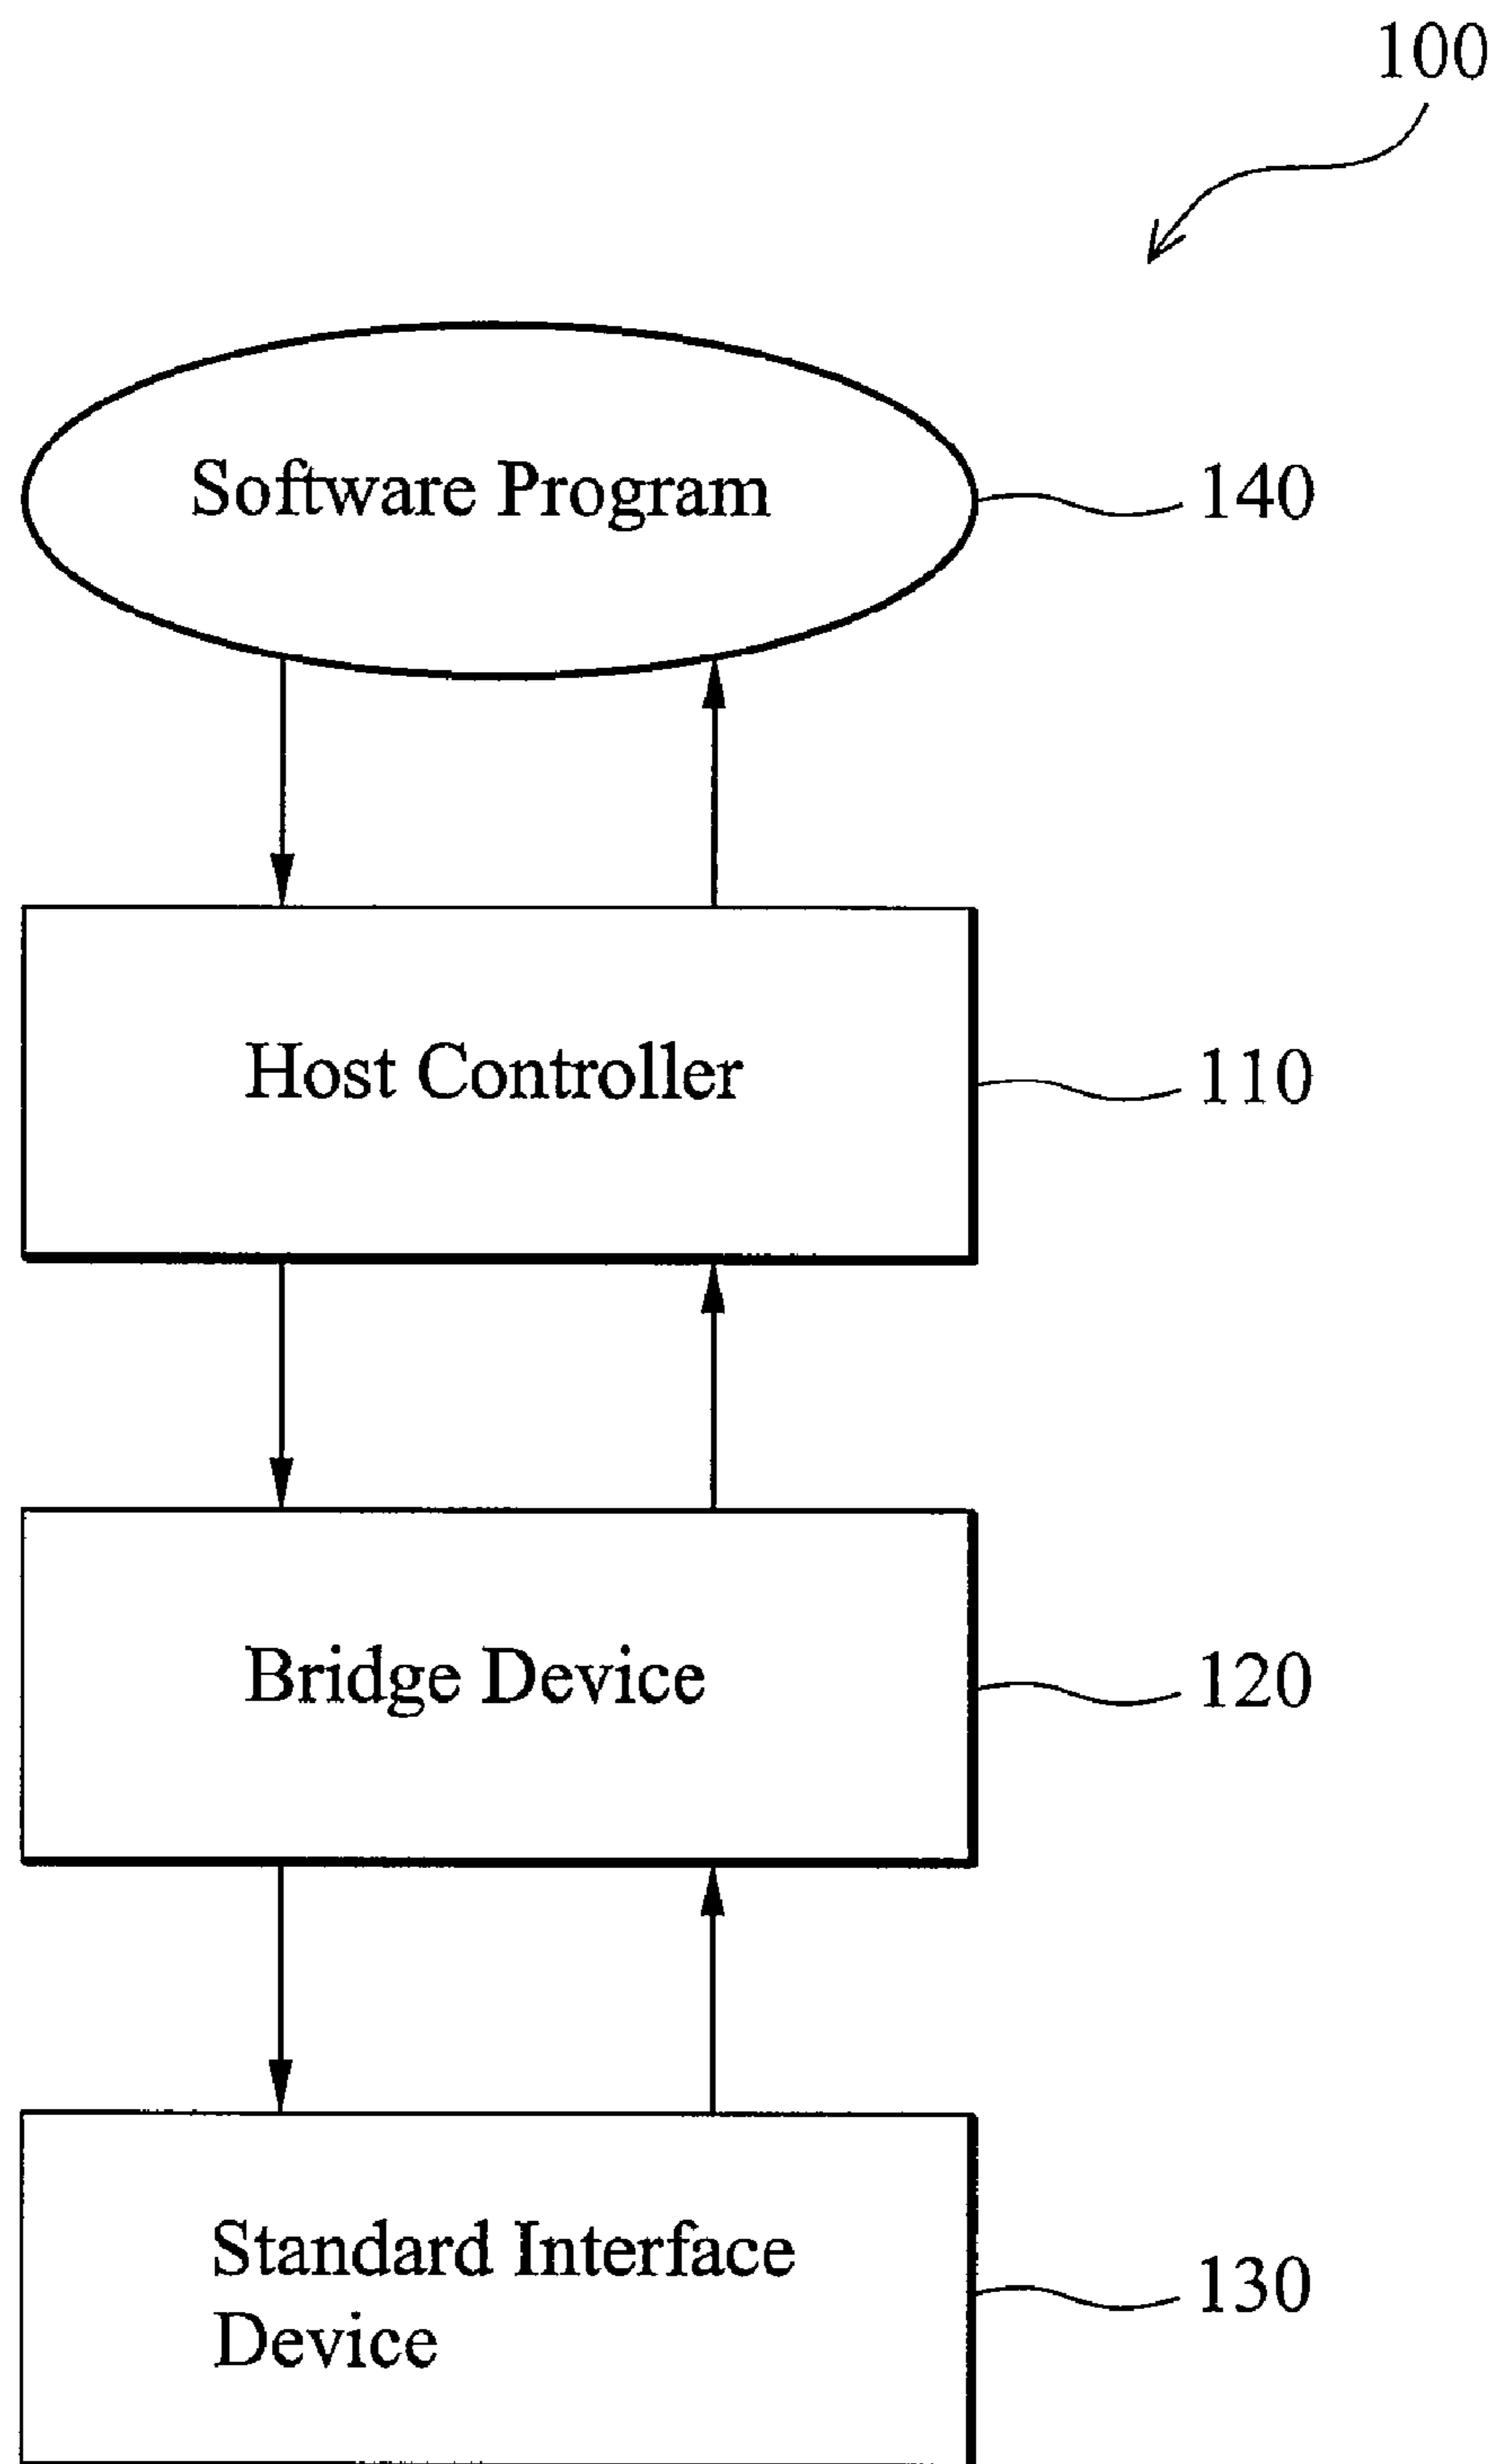 100
Software Program
140
Host Controller
110
Bridge Device
120
Standard Interface
Device
130